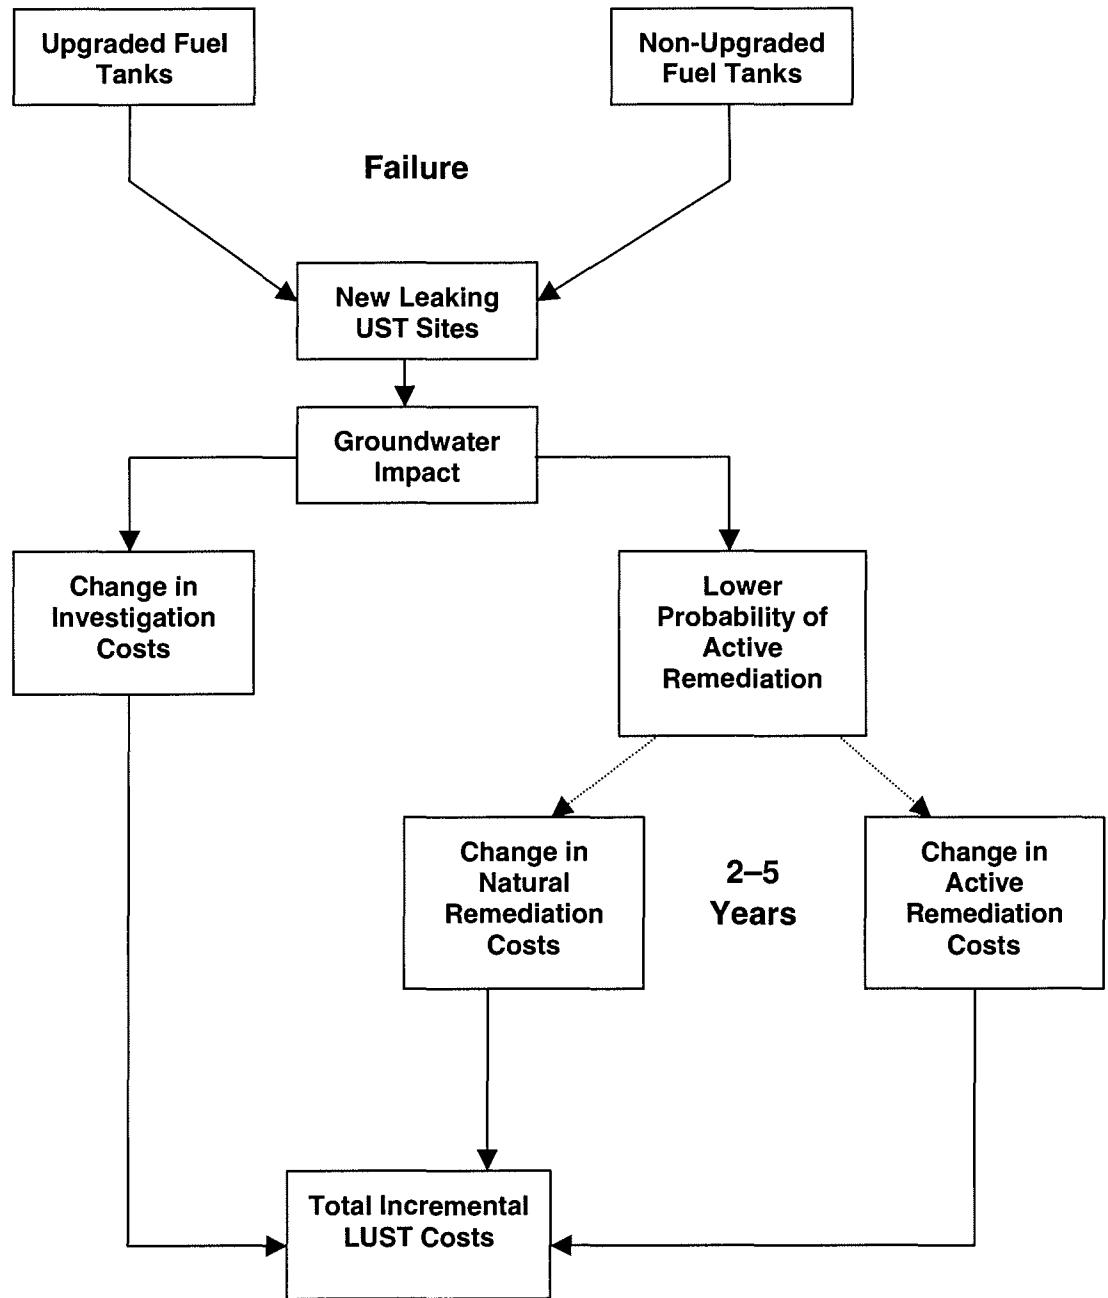 Upgraded Fuel
Tanks
Non-Upgraded
Fuel Tanks
Failure
New Leaking
UST Sites
Groundwater
Impact
Change in
Investigation
Costs
Lower
Probability of
Active
Remediation
Change in
Natural
Remediation
Costs
2–5
Years
Change in
Active
Remediation
Costs
Total Incremental
LUST Costs